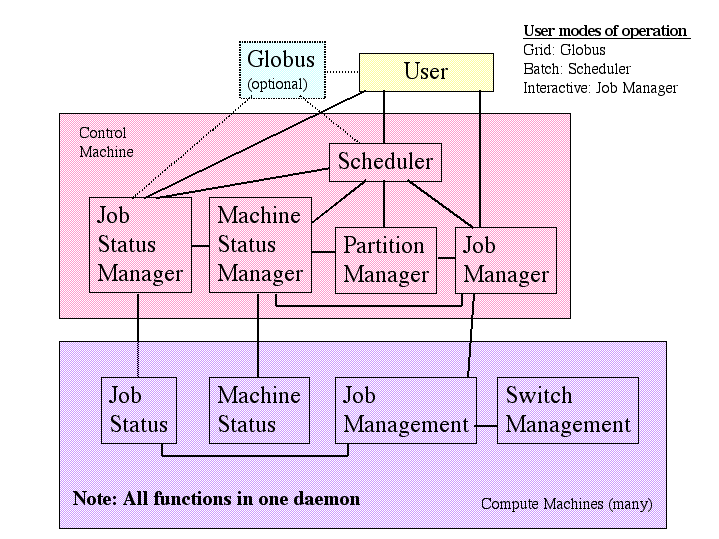 User modes of operation
Grid: Globus
Batch: Scheduler
Interactive: Job Manager
Globus
(optional)
User
Control
Machine
Scheduler
Job
Status
Manager
Machine
Status
Manager
Partition
Manager
Job
Manager
Job
Status
Machine
Status
Job
Management
Switch
Management
Note: All functions in one daemon
Compute Machines (many)